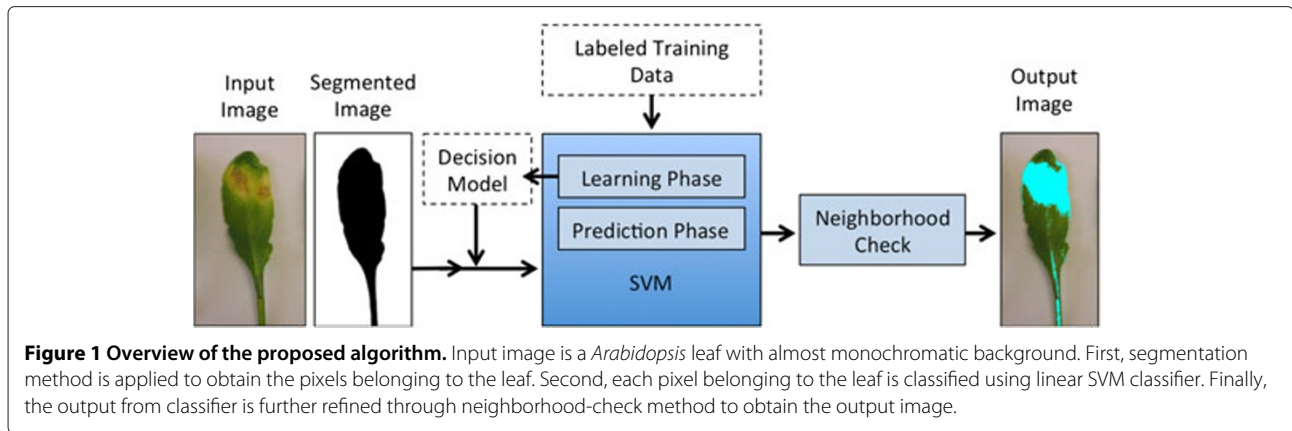 Labeled Training
Data
Input
Image
Segmented
Image
Output
Image
Decision
Model
Learning Phase
Prediction Phase
SVM
Neighborhood
Check
Figure 1 Overview of the proposed algorithm. Input image is a Arabidopsis leaf with almost monochromatic background. First, segmentation
method is applied to obtain the pixels belonging to the leaf. Second, each pixel belonging to the leaf is classified using linear SVM classifier. Finally,
the output from classifier is further refined through neighborhood-check method to obtain the output image.